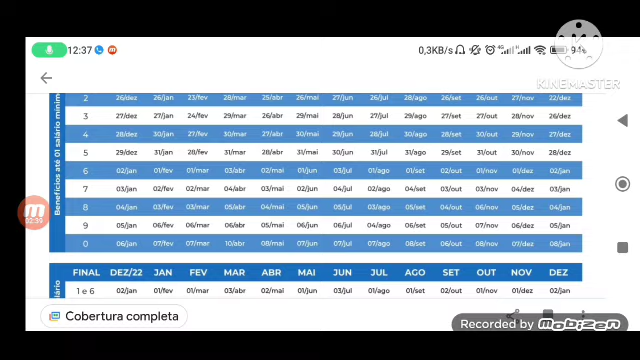 12:37 0,3KB/s 4G 94%
KINEMASTER
Benefícios até 01 salário mínim
2 26/dez 26/jan 23/fev 28/mar 25/abr 26/mai 27/jun 26/jul 28/ago 26/set 26/out 27/nov 22/dez
3 27/dez 27/jan 24/fev 29/mar 26/abr 29/mai 28/jun 27/jul 29/ago 27/set 27/out 28/nov 26/dez
4 28/dez 30/jan 27/fev 30/mar 27/abr 30/mai 29/jun 28/jul 30/ago 28/set 30/out 29/nov 27/dez
5 29/dez 31/jan 28/fev 31/mar 28/abr 31/mai 30/jun 31/jul 31/ago 29/set 31/out 30/nov 28/dez
6 02/jan 01/fev 01/mar 03/abr 02/mai 01/jun 03/jul 01/ago 01/set 02/out 01/nov 01/dez 02/jan
7 03/jan 02/fev 02/mar 04/abr 03/mai 02/jun 04/jul 02/ago 04/set 03/out 03/nov 04/dez 03/jan
8 04/jan 03/fev 03/mar 05/abr 04/mai 05/jun 05/jul 03/ago 05/set 04/out 06/nov 05/dez 04/jan
9 05/jan 06/fev 06/mar 06/abr 05/mai 06/jun 06/jul 04/ago 06/set 05/out 07/nov 06/dez 05/jan
0 06/jan 07/fev 07/mar 10/abr 08/mai 07/jun 07/jul 07/ago 08/set 06/out 08/nov 07/dez 08/jan
02:39
FINAL DEZ/22 JAN FEV MAR ABR MAI JUN JUL AGO SET OUT NOV DEZ
1 e 6 02/jan 01/fev 01/mar 03/abr 02/mai 01/jun 03/jul 01/ago 01/set 02/out 01/nov 01/dez 02/jan
Cobertura completa
Recorded by mobizen